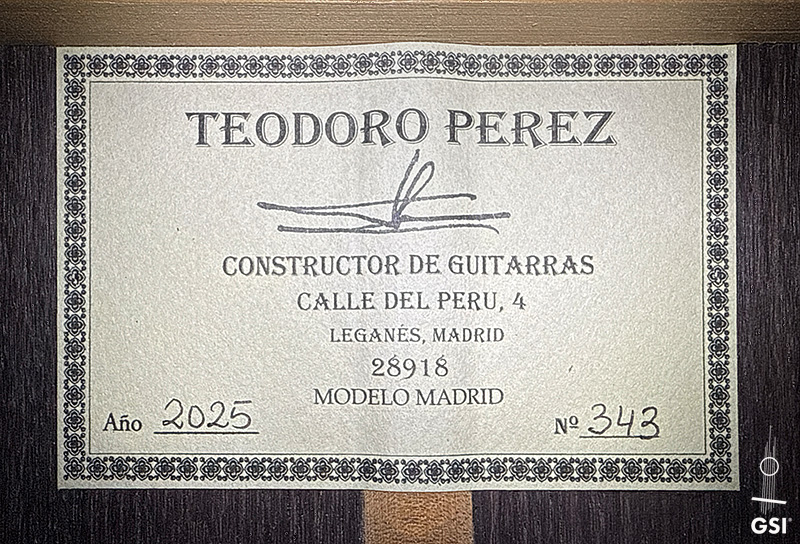 TEODORO PEREZ
CONSTRUCTOR DE GUITARRAS
CALLE DEL PERU, 4
LEGANÉS, MADRID
28918
MODELO MADRID
Año 2025
Nº 343
GSI